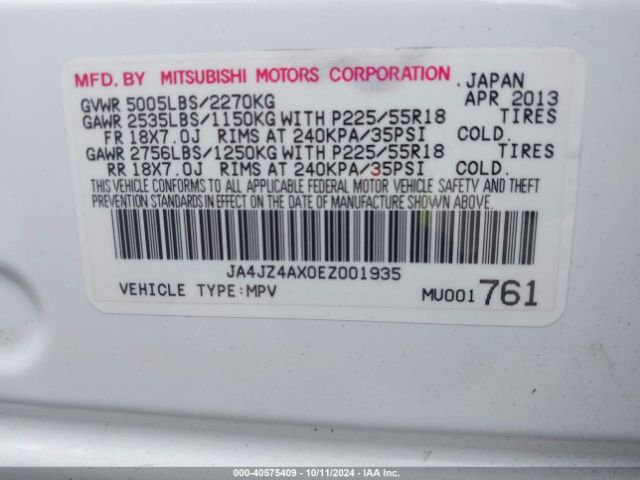 MFD. BY MITSUBISHI MOTORS CORPORATION. JAPAN
GVWR 5005LBS/2270KG APR 2013
GAWR 2535LBS/1150KG WITH P225/55R18 TIRES
FR 18X7.0J RIMS AT 240KPA/35PSI COLD.
GAWR 2756LBS/1250KG WITH P225/55R18 TIRES
RR 18X7.0J RIMS AT 240KPA/35PSI COLD.
THIS VEHICLE CONFORMS TO ALL APPLICABLE FEDERAL MOTOR VEHICLE SAFETY AND THEFT
PREVENTION STANDARDS IN EFFECT ON THE DATE OF MANUFACTURE SHOWN ABOVE.
JA4JZ4AX0EZ001935
VEHICLE TYPE:MPV MU001 761
000-40575409 - 10/11/2024 - IAA, Inc.